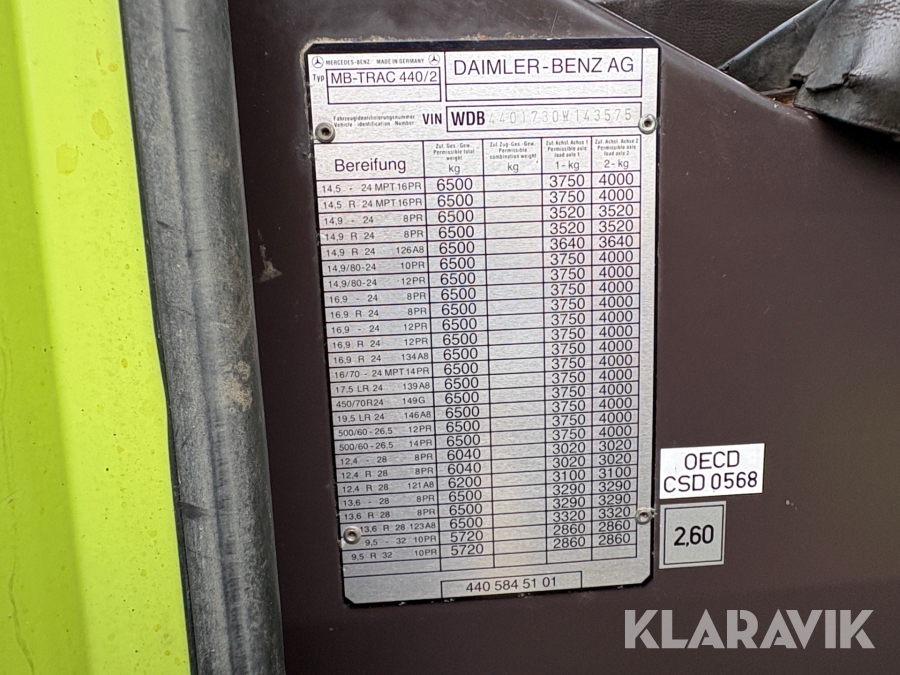 MERCEDES-BENZ MADE IN GERMANY
Typ MB-TRAC 440/2 DAIMLER-BENZ AG
Fahrzeugidentifizierungsnummer
Vehicle Identification Number VIN WDB 4401730W143575
Bereifung
Zul. Ges.-Gew.
Permissible total
weight
kg
Zul. Zug-Ges.-Gew.
Permissible
combination weight
kg
Zul. Achsl. Achse 1
Permissible axle
load axle 1
1- kg
Zul. Achsl. Achse 2
Permissible axle
load axle 2
2- kg
14,5 - 24 MPT16PR 6500 3750 4000
14,5 R 24 MPT16PR 6500 3750 4000
14,9 - 24 8PR 6500 3520 3520
14,9 R 24 8PR 6500 3520 3520
14,9 R 24 126A8 6500 3640 3640
14,9/80-24 10PR 6500 3750 4000
14,9/80-24 12PR 6500 3750 4000
16,9 - 24 8PR 6500 3750 4000
16,9 R 24 8PR 6500 3750 4000
16,9 - 24 12PR 6500 3750 4000
16,9 R 24 12PR 6500 3750 4000
16,9 R 24 134A8 6500 3750 4000
16/70 - 24 MPT14PR 6500 3750 4000
17,5 LR 24 139A8 6500 3750 4000
450/70R24 149G 6500 3750 4000
19,5 LR 24 146A8 6500 3750 4000
500/60-26,5 12PR 6500 3750 4000
500/60-26,5 14PR 6500 3750 4000
12,4 - 28 8PR 6040 3020 3020
12,4 R 28 8PR 6040 3020 3020
12,4 R 28 121A8 6200 3100 3100
13,6 - 28 8PR 6500 3290 3290
13,6 R 28 8PR 6500 3290 3290
13,6 R 28 123A8 6500 3320 3320
9,5 - 32 10PR 5720 2860 2860
9,5 R 32 10PR 5720 2860 2860
440 584 51 01
OECD
CSD 0568
2,60
KLARAVIK